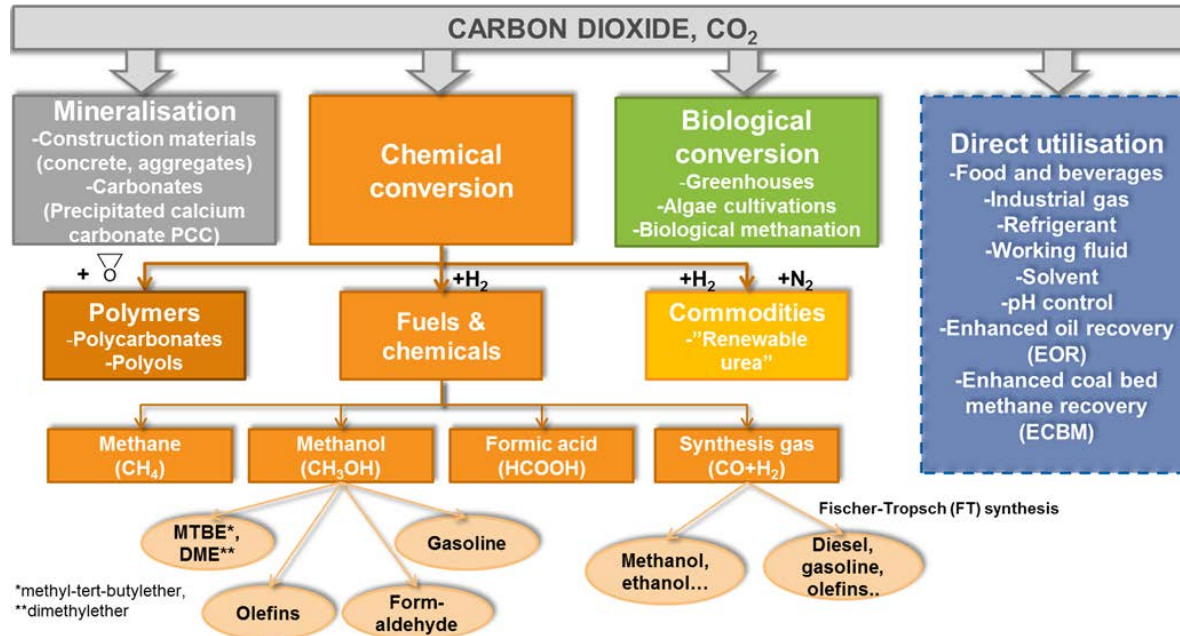 CARBON DIOXIDE, CO₂
Mineralisation
-Construction materials
(concrete, aggregates)
-Carbonates
(Precipitated calcium
carbonate PCC)
Chemical
conversion
Biological
conversion
-Greenhouses
-Algae cultivations
-Biological methanation
Direct utilisation
-Food and beverages
-Industrial gas
-Refrigerant
-Working fluid
-Solvent
-pH control
-Enhanced oil recovery
(EOR)
-Enhanced coal bed
methane recovery
(ECBM)
+ O
+H₂
+H₂ +N₂
Polymers
-Polycarbonates
-Polyols
Fuels &
chemicals
Commodities
-"Renewable
urea"
Methane
(CH₄)
Methanol
(CH₃OH)
Formic acid
(HCOOH)
Synthesis gas
(CO+H₂)
Fischer-Tropsch (FT) synthesis
MTBE*,
DME**
Olefins
Form-
aldehyde
Gasoline
Methanol,
ethanol...
Diesel,
gasoline,
olefins..
*methyl-tert-butylether,
**dimethylether